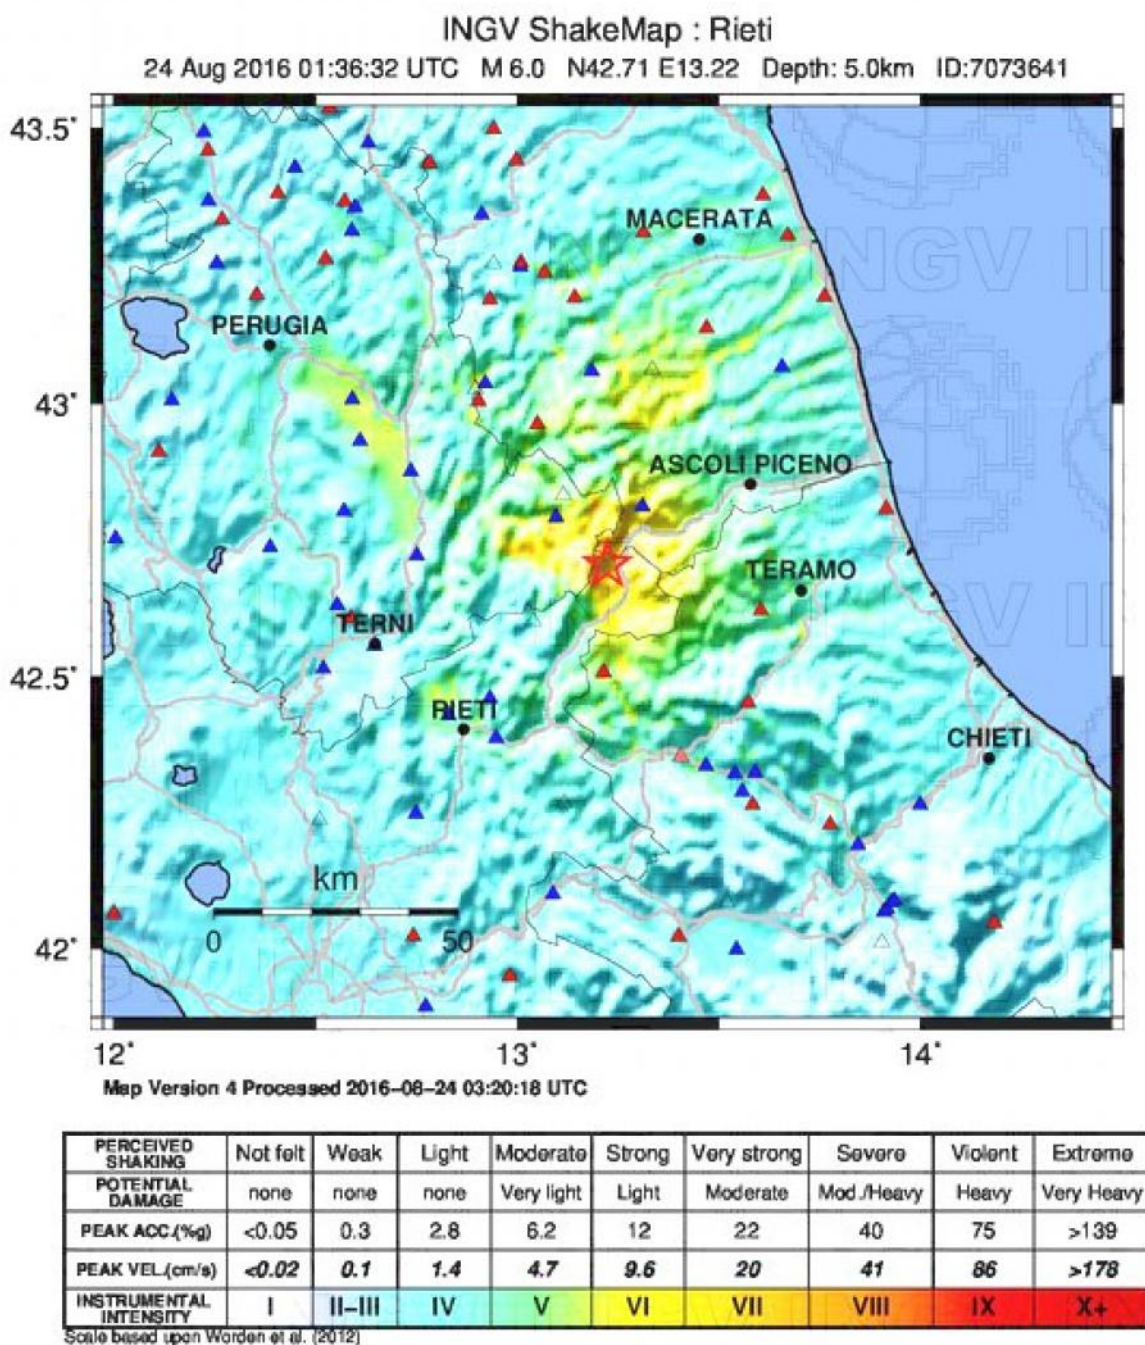 INGV ShakeMap : Rieti
24 Aug 2016 01:36:32 UTC M 6.0 N42.71 E13.22 Depth: 5.0km ID:7073641
43.5°
MACERATA
INGV I
PERUGIA
43°
ASCOLI PICENO
TERAMO
NGV I
TERNI
42.5°
RIETI
CHIETI
km
0 50
42°
12° 13° 14°
Map Version 4 Processed 2016-08-24 03:20:18 UTC
PERCEIVED SHAKING Not felt Weak Light Moderate Strong Very strong Severe Violent Extreme
POTENTIAL DAMAGE none none none Very light Light Moderate Mod./Heavy Heavy Very Heavy
PEAK ACC.(%g) <0.05 0.3 2.8 6.2 12 22 40 75 >139
PEAK VEL.(cm/s) <0.02 0.1 1.4 4.7 9.6 20 41 86 >178
INSTRUMENTAL INTENSITY I II-III IV V VI VII VIII IX X+
Scale based upon Worden et al. (2012)